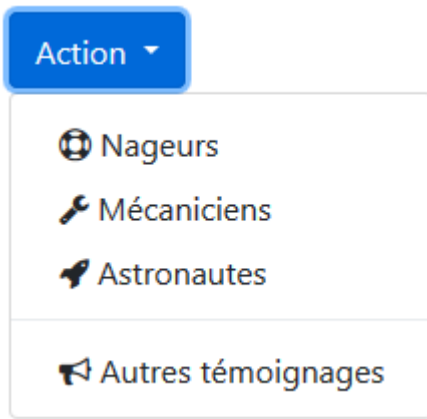 Action
Nageurs
Mécaniciens
Astronautes
Autres témoignages